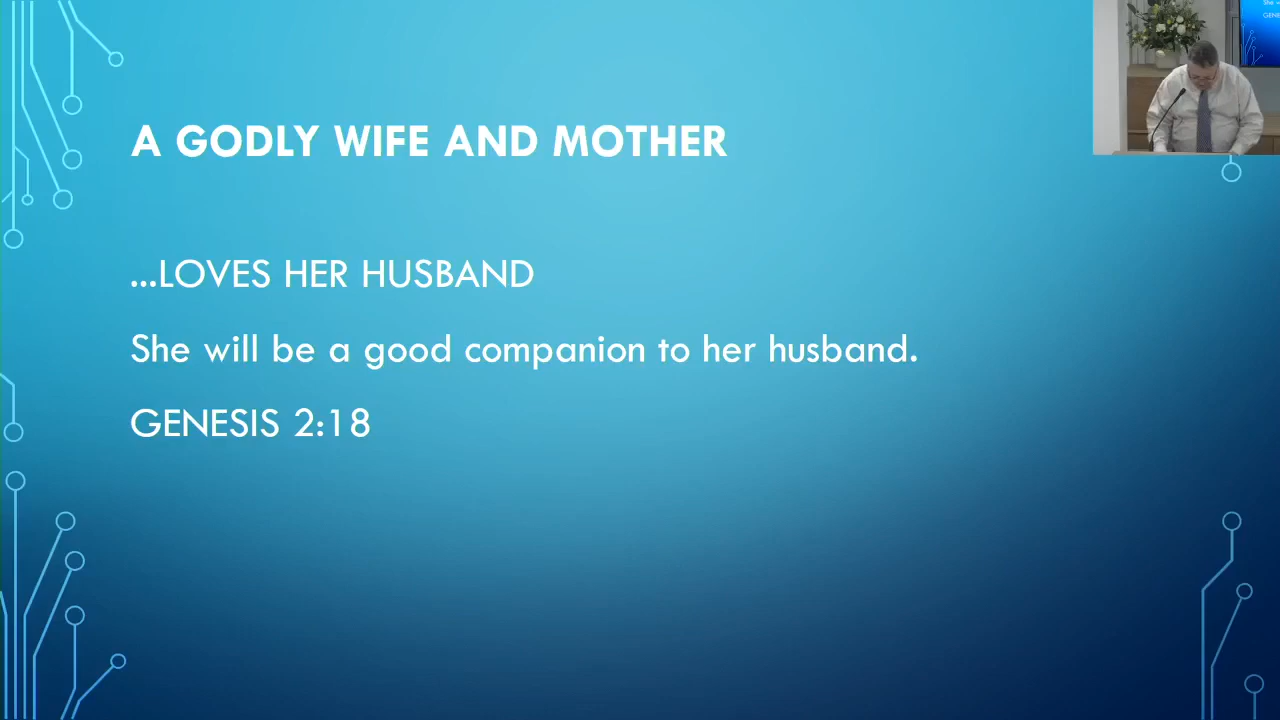 A GODLY WIFE AND MOTHER
...LOVES HER HUSBAND
She will be a good companion to her husband.
GENESIS 2:18